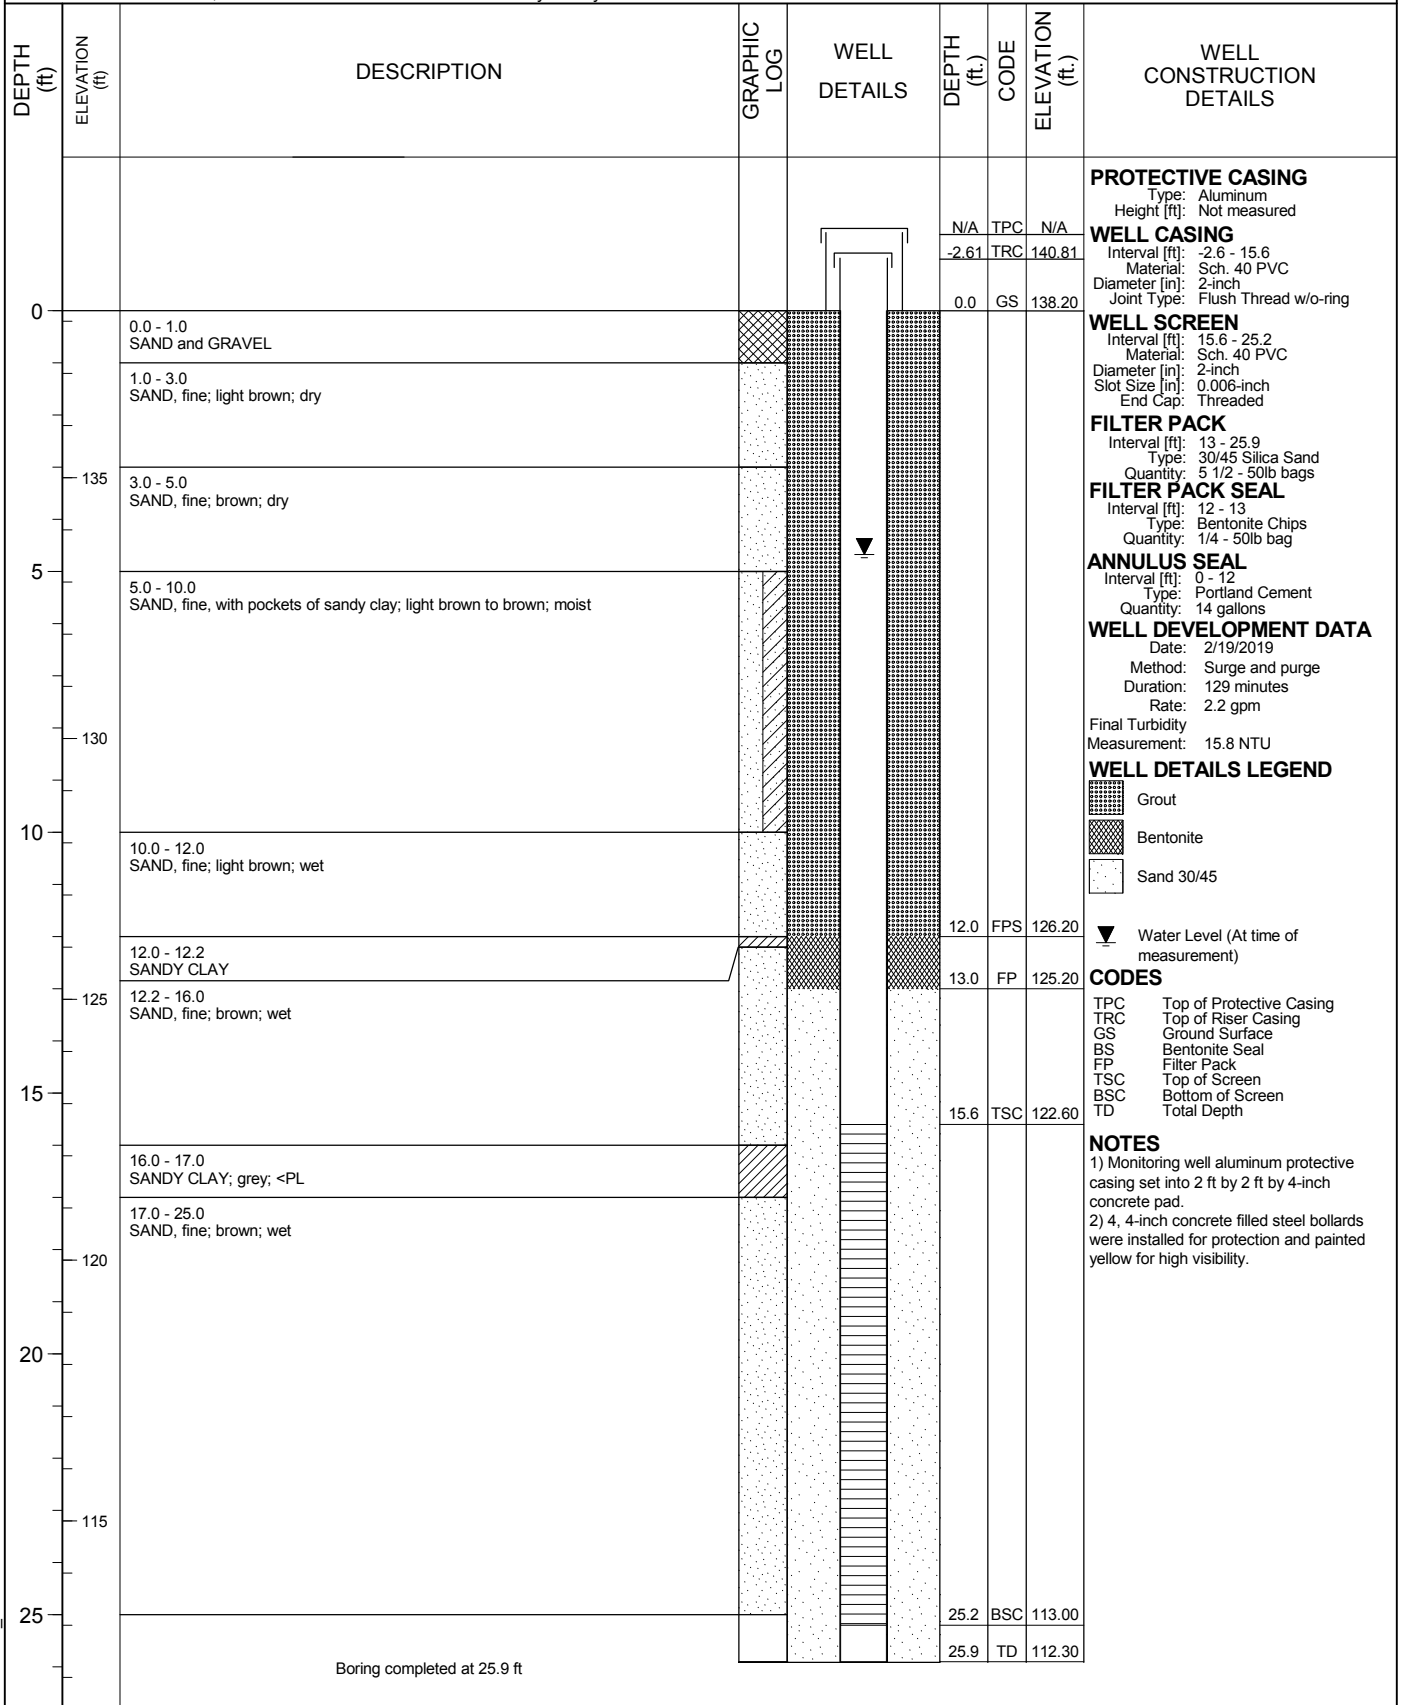 DEPTH
(ft)
ELEVATION
(ft)
DESCRIPTION
GRAPHIC
LOG
WELL
DETAILS
DEPTH
(ft.)
CODE
ELEVATION
(ft.)
WELL
CONSTRUCTION
DETAILS
0
5
10
15
20
25
135
130
125
120
115
0.0 - 1.0
SAND and GRAVEL
1.0 - 3.0
SAND, fine; light brown; dry
3.0 - 5.0
SAND, fine; brown; dry
5.0 - 10.0
SAND, fine, with pockets of sandy clay; light brown to brown; moist
10.0 - 12.0
SAND, fine; light brown; wet
12.0 - 12.2
SANDY CLAY
12.2 - 16.0
SAND, fine; brown; wet
16.0 - 17.0
SANDY CLAY; grey; <PL
17.0 - 25.0
SAND, fine; brown; wet
Boring completed at 25.9 ft
N/A TPC N/A
-2.61 TRC 140.81
0.0 GS 138.20
12.0 FPS 126.20
13.0 FP 125.20
15.6 TSC 122.60
25.2 BSC 113.00
25.9 TD 112.30
PROTECTIVE CASING
Type: Aluminum
Height [ft]: Not measured
WELL CASING
Interval [ft]: -2.6 - 15.6
Material: Sch. 40 PVC
Diameter [in]: 2-inch
Joint Type: Flush Thread w/o-ring
WELL SCREEN
Interval [ft]: 15.6 - 25.2
Material: Sch. 40 PVC
Diameter [in]: 2-inch
Slot Size [in]: 0.006-inch
End Cap: Threaded
FILTER PACK
Interval [ft]: 13 - 25.9
Type: 30/45 Silica Sand
Quantity: 5 1/2 - 50lb bags
FILTER PACK SEAL
Interval [ft]: 12 - 13
Type: Bentonite Chips
Quantity: 1/4 - 50lb bag
ANNULUS SEAL
Interval [ft]: 0 - 12
Type: Portland Cement
Quantity: 14 gallons
WELL DEVELOPMENT DATA
Date: 2/19/2019
Method: Surge and purge
Duration: 129 minutes
Rate: 2.2 gpm
Final Turbidity
Measurement: 15.8 NTU
WELL DETAILS LEGEND
Grout
Bentonite
Sand 30/45
Water Level (At time of
measurement)
CODES
TPC Top of Protective Casing
TRC Top of Riser Casing
GS Ground Surface
BS Bentonite Seal
FP Filter Pack
TSC Top of Screen
BSC Bottom of Screen
TD Total Depth
NOTES
1) Monitoring well aluminum protective
casing set into 2 ft by 2 ft by 4-inch
concrete pad.
2) 4, 4-inch concrete filled steel bollards
were installed for protection and painted
yellow for high visibility.